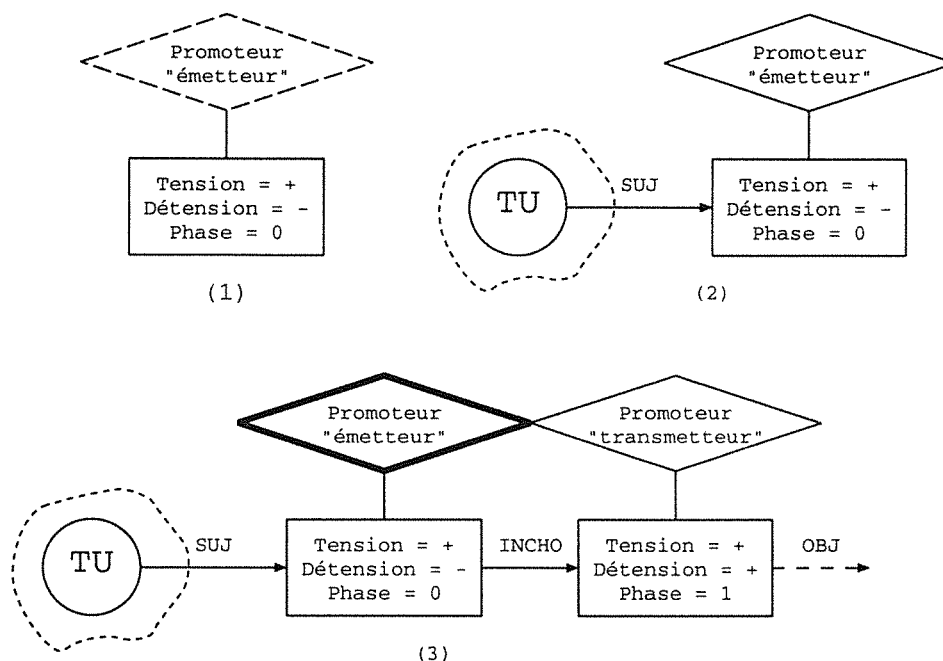 Promoteur
"émetteur"
Tension = +
Détension = -
Phase = 0
(1)
Promoteur
"émetteur"
TU
SUJ
Tension = +
Détension = -
Phase = 0
(2)
Promoteur
"émetteur"
Promoteur
"transmetteur"
TU
SUJ
Tension = +
Détension = -
Phase = 0
INCHO
Tension = +
Détension = +
Phase = 1
OBJ
(3)